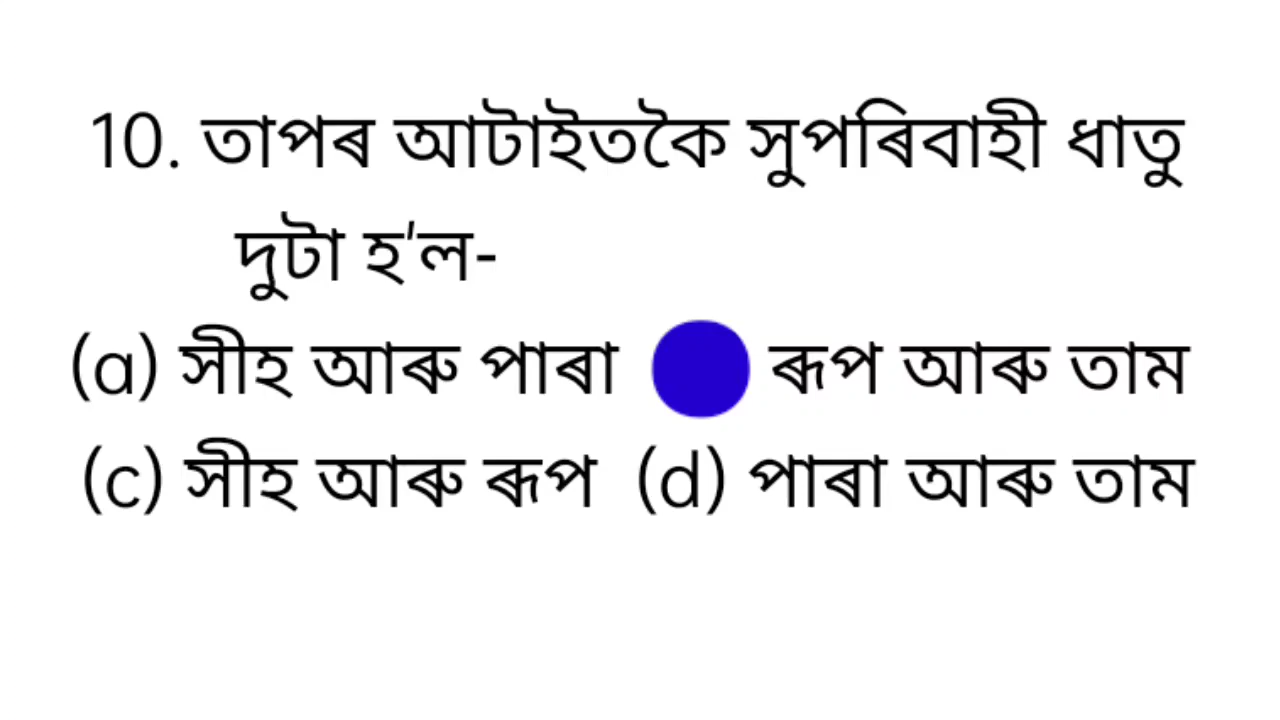 10. তাপৰ আটাইতকৈ সুপৰিবাহী ধাতু
দুটা হ'ল-
(a) সীহ আৰু পাৰা ৰূপ আৰু তাম
(c) সীহ আৰু ৰূপ (d) পাৰা আৰু তাম